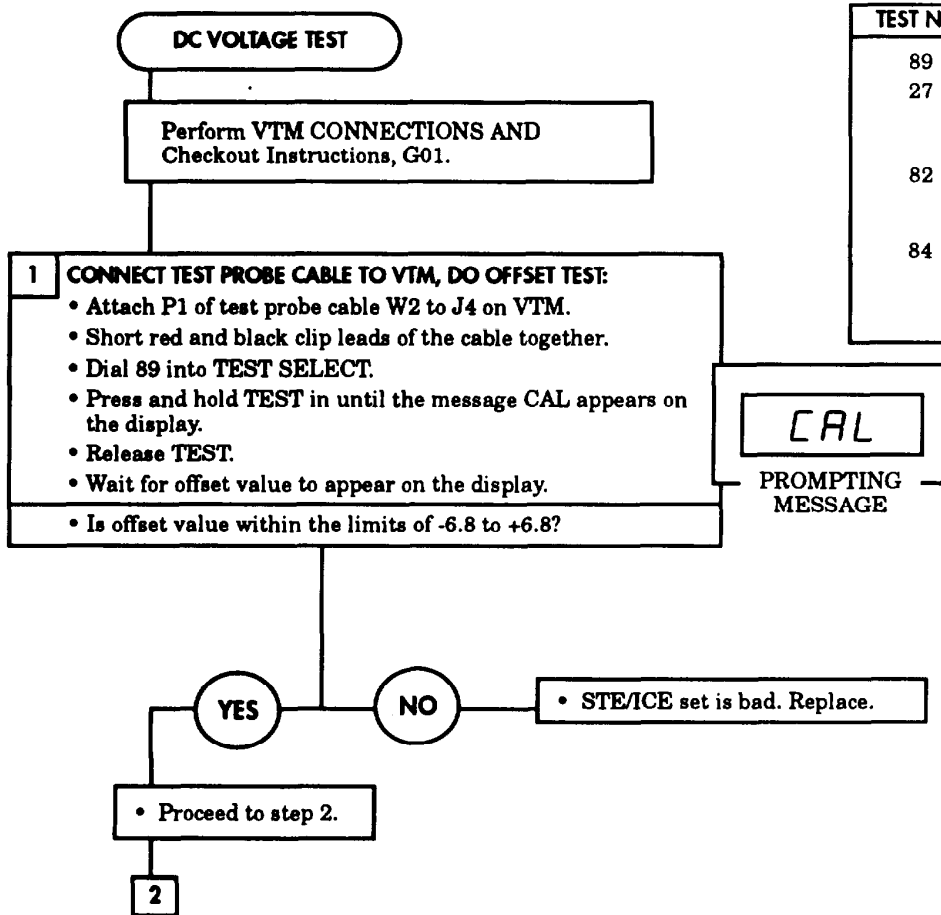 DC VOLTAGE TEST
TEST N
89
27
82
84
Perform VTM CONNECTIONS AND
Checkout Instructions, G01.
1 CONNECT TEST PROBE CABLE TO VTM, DO OFFSET TEST:
• Attach P1 of test probe cable W2 to J4 on VTM.
• Short red and black clip leads of the cable together.
• Dial 89 into TEST SELECT.
• Press and hold TEST in until the message CAL appears on
the display.
• Release TEST.
• Wait for offset value to appear on the display.
• Is offset value within the limits of -6.8 to +6.8?
CAL
PROMPTING
MESSAGE
YES
NO
• STE/ICE set is bad. Replace.
• Proceed to step 2.
2